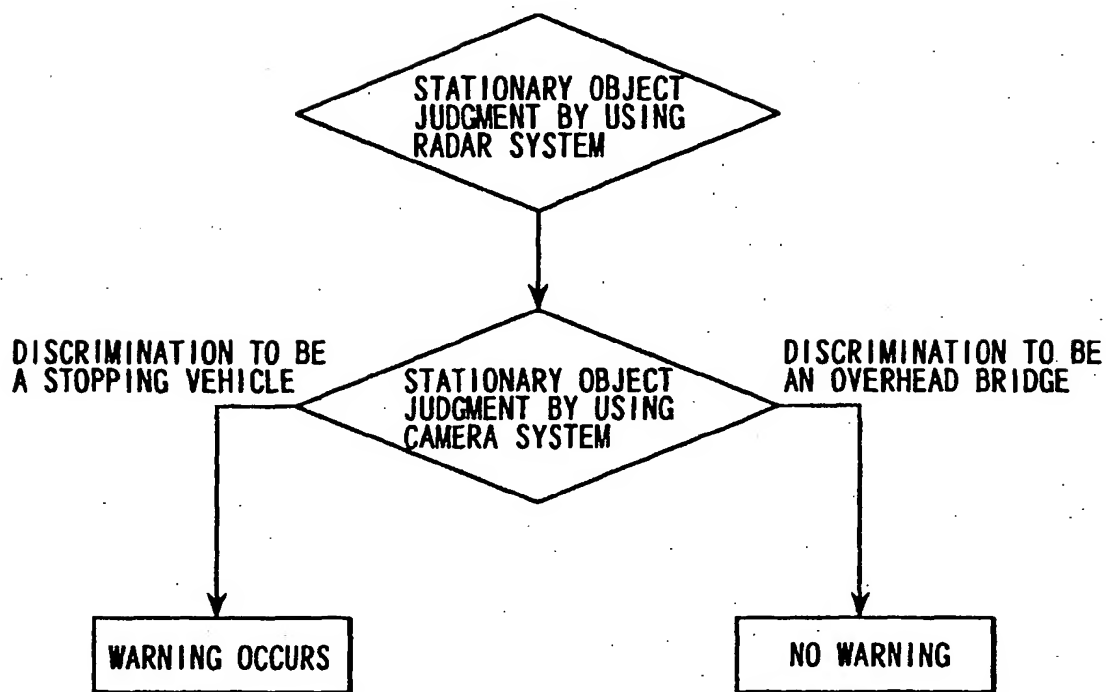 STATIONARY OBJECT
JUDGMENT BY USING
RADAR SYSTEM
DISCRIMINATION TO BE
A STOPPING VEHICLE
STATIONARY OBJECT
JUDGMENT BY USING
CAMERA SYSTEM
DISCRIMINATION TO BE
AN OVERHEAD BRIDGE
WARNING OCCURS
NO WARNING